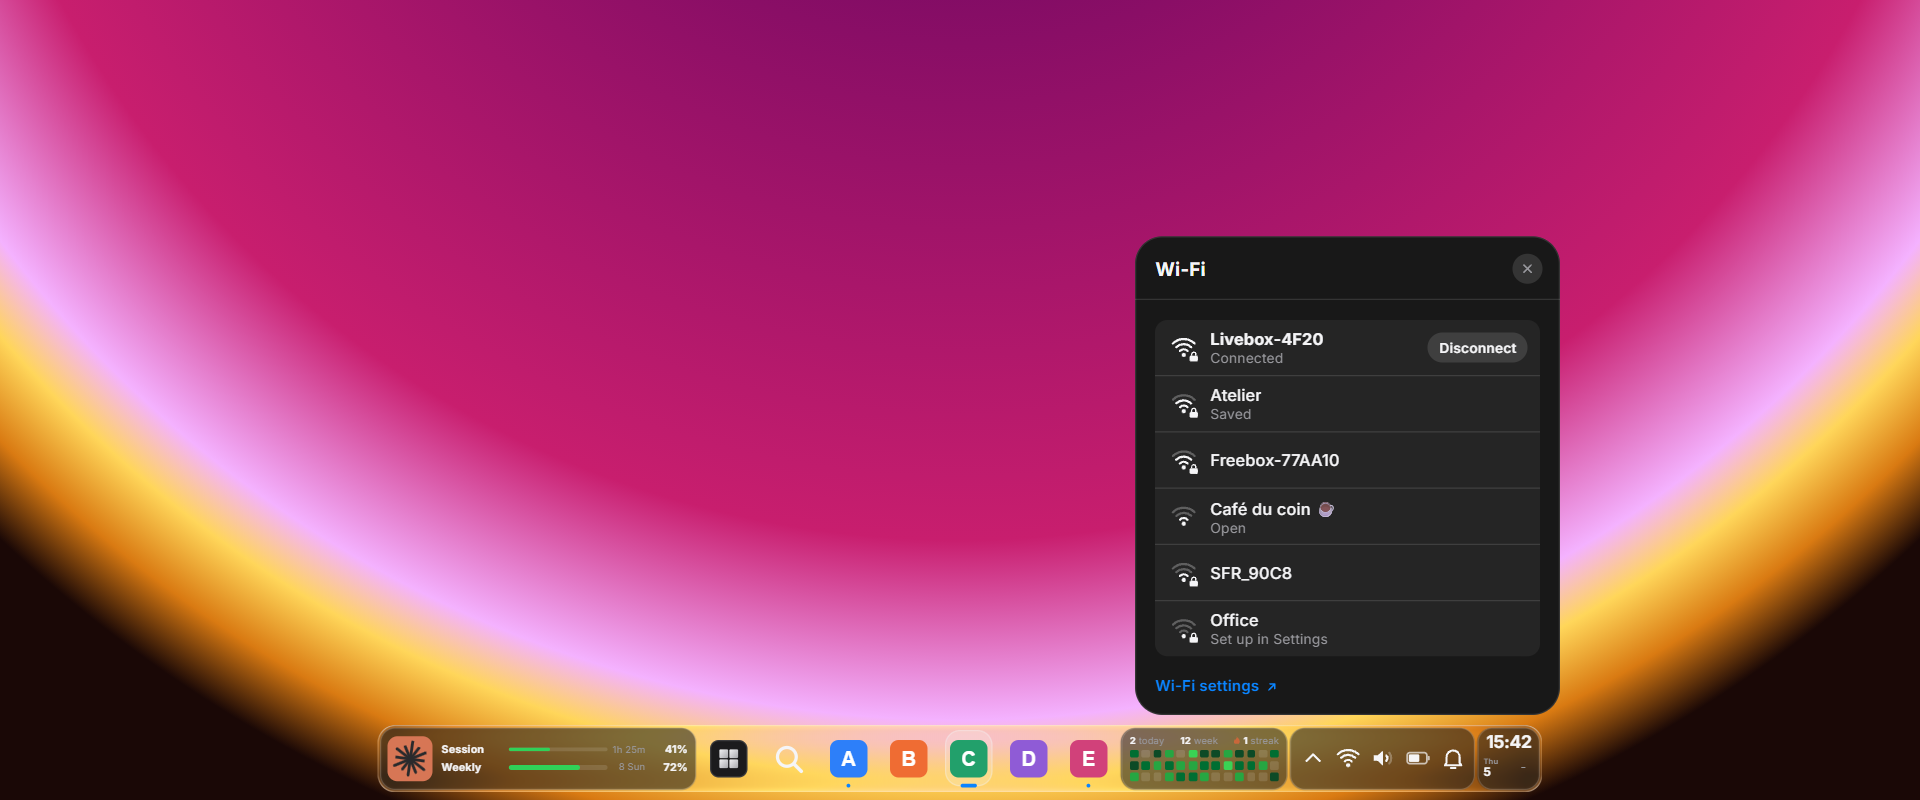 Wi-Fi
Livebox-4F20
Connected
Disconnect
Atelier
Saved
Freebox-77AA10
Café du coin
Open
SFR_90C8
Office
Set up in Settings
Wi-Fi settings
Session 1h 25m 41%
Weekly 8 Sun 72%
A B C D E
2 today 12 week 1 streak
15:42
Thu
5 –